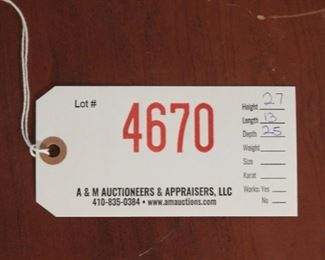 Lot #
4670
Height 27
Length 13
Depth 25
Weight
Size
Karat
Works: Yes
No
A & M AUCTIONEERS & APPRAISERS, LLC
410-835-0384 • www.amauctions.com